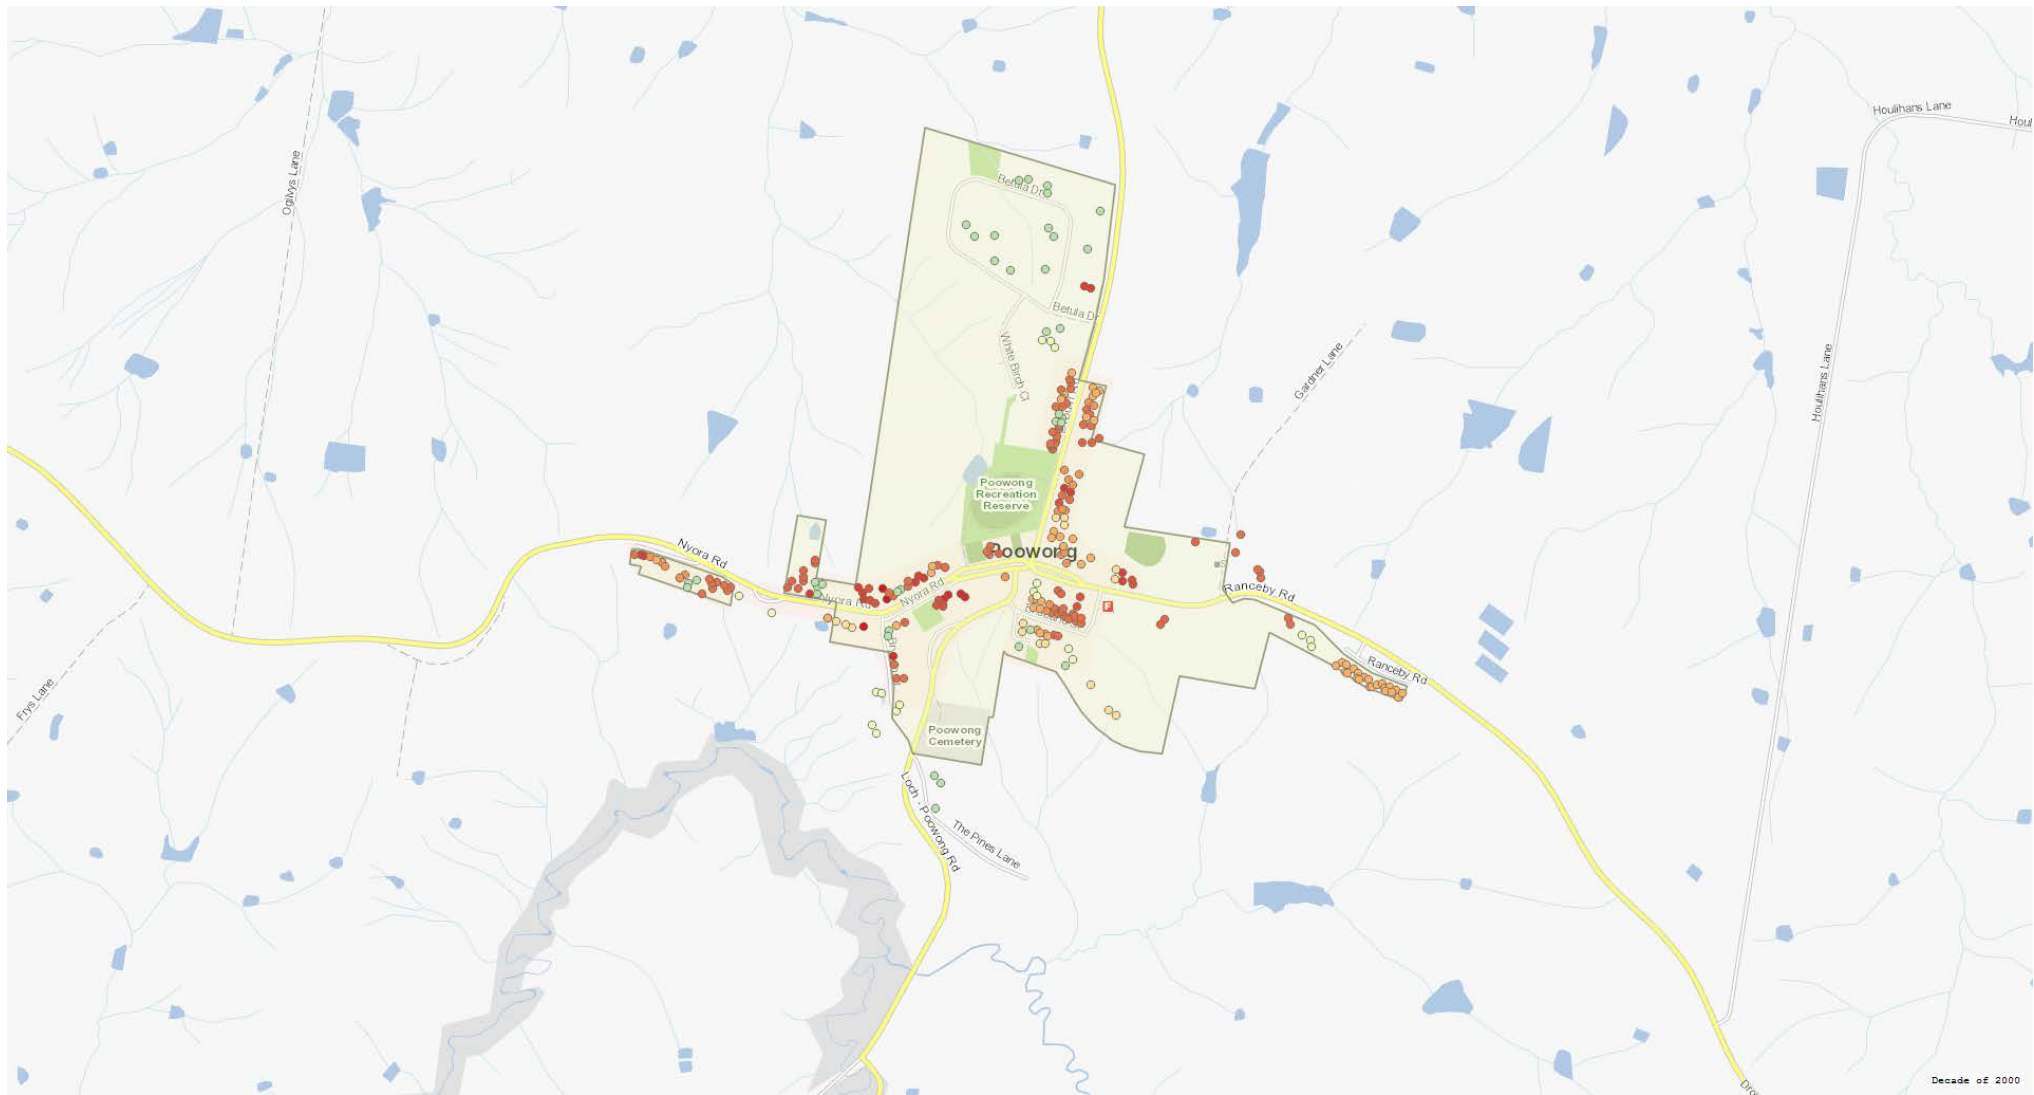 Houlihans Lane
Houl
Ogilvys Lane
Betula Dr
Betula Dr
White Birch Ct
Gardner Lane
Houlihans Lane
Poowong
Recreation
Reserve
Poowong
Nyora Rd
Ranceby Rd
Nyora Rd
Nyora Rd
F
Ranceby Rd
Frys Lane
Poowong
Cemetery
Loch - Poowong Rd
The Pines Lane
Decade of 2000